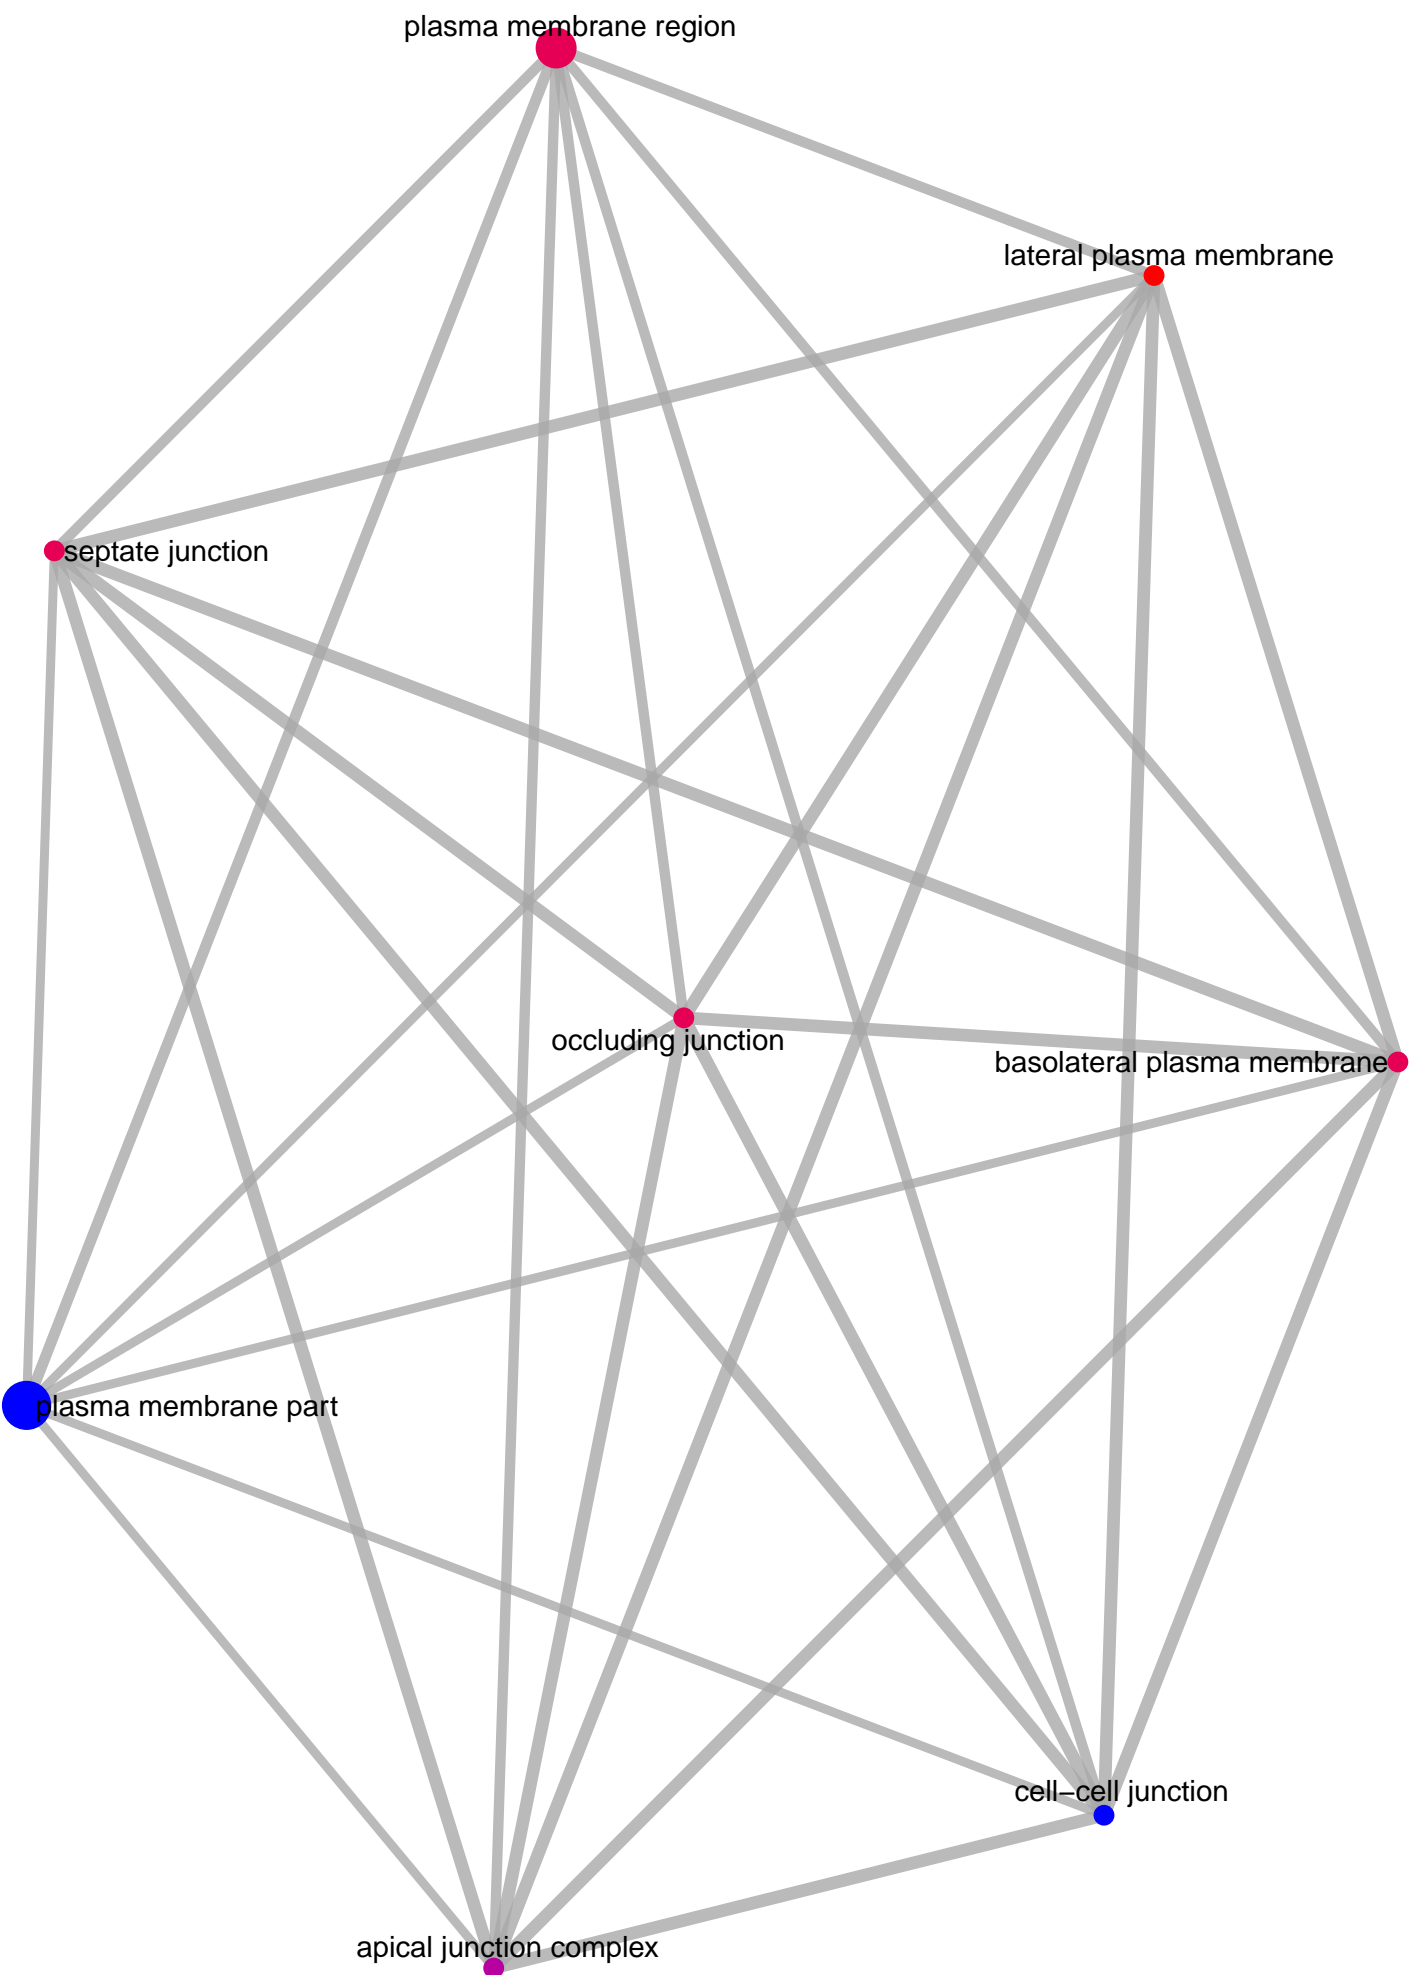 plasma membrane region
lateral plasma membrane
septate junction
occluding junction
basolateral plasma membrane
plasma membrane part
cell−cell junction
apical junction complex